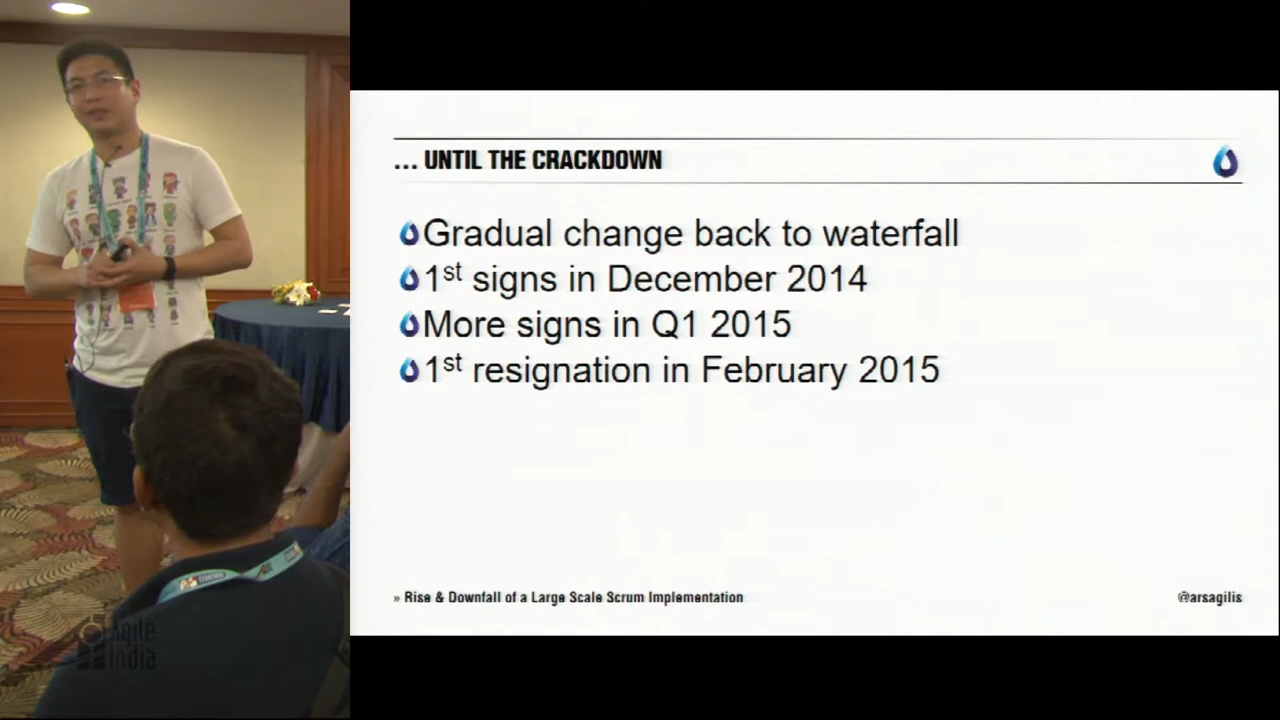 ... UNTIL THE CRACKDOWN
Gradual change back to waterfall
1st signs in December 2014
More signs in Q1 2015
1st resignation in February 2015
» Rise & Downfall of a Large Scale Scrum Implementation
@arsagilis
Agile
India